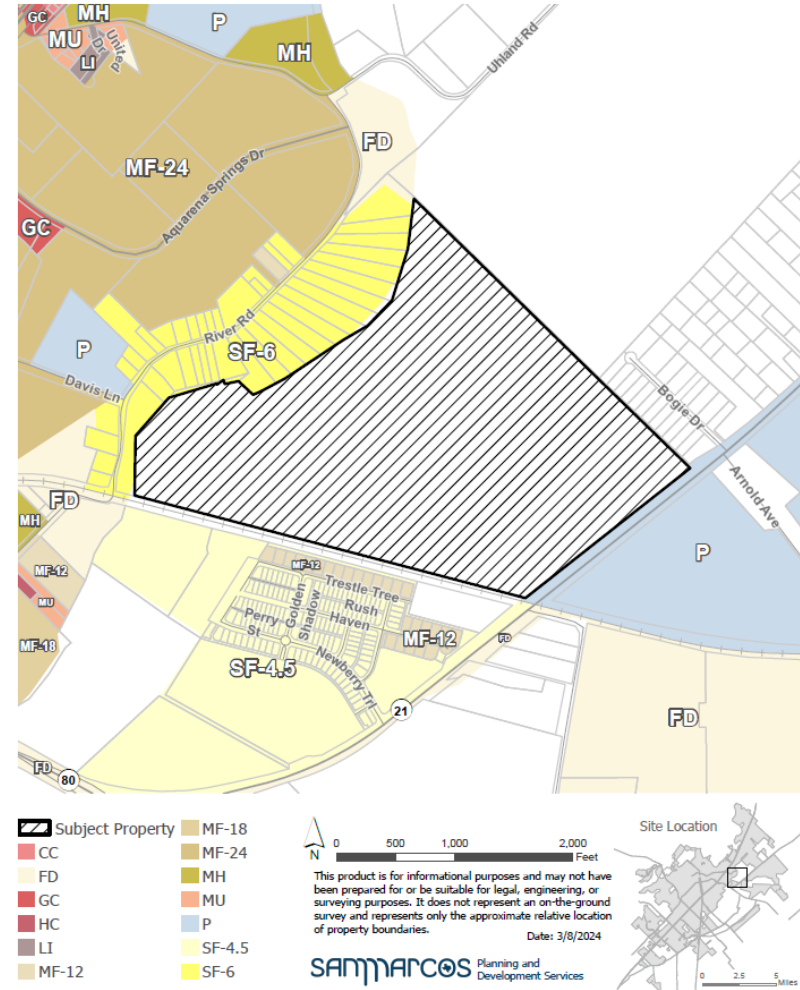 GC
MH
P
MU
United
Dr
LI
MH
Uhland Rd
FD
MF-24
Aquarena Springs Dr
GC
River Rd
SF-6
P
Davis Ln
Bogie Dr
Arnold Ave
FD
MH
P
MF-12
MF-12
Trestle Tree
Golden
Shadow
Rush
Haven
MU
Perry
St
MF-12
FD
MF-18
SF-4.5
Newberry Trl
21
FD
FD
80
Subject Property
CC
FD
GC
HC
LI
MF-12
MF-18
MF-24
MH
MU
P
SF-4.5
SF-6
N
0 500 1,000 2,000
Feet
This product is for informational purposes and may not have
been prepared for or be suitable for legal, engineering, or
surveying purposes. It does not represent an on-the-ground
survey and represents only the approximate relative location
of property boundaries.
Date: 3/8/2024
SANMARCOS
Planning and
Development Services
Site Location
0 2.5 5
Miles